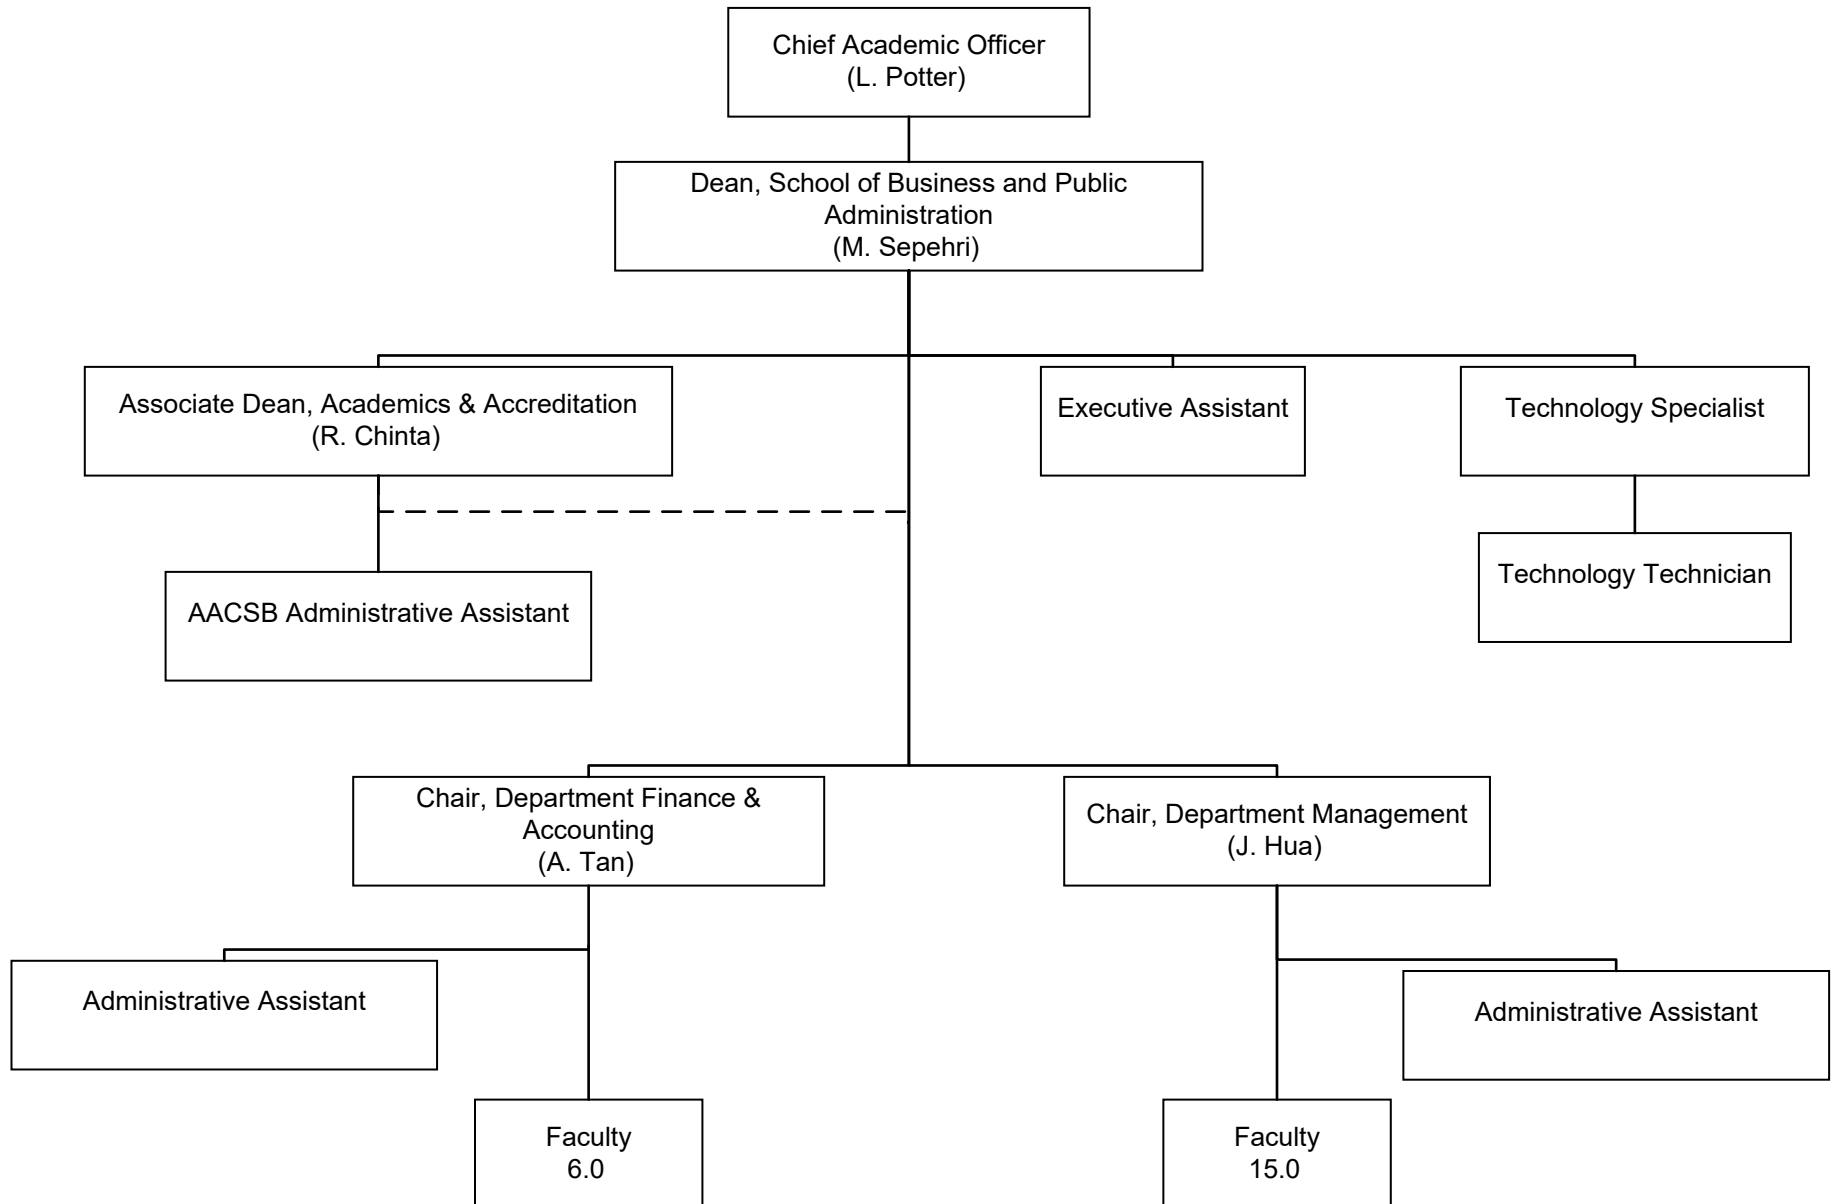 Chief Academic Officer
(L. Potter)
Dean, School of Business and Public
Administration
(M. Sepehri)
Associate Dean, Academics & Accreditation
(R. Chinta)
Executive Assistant
Technology Specialist
Technology Technician
AACSB Administrative Assistant
Chair, Department Finance &
Accounting
(A. Tan)
Chair, Department Management
(J. Hua)
Administrative Assistant
Administrative Assistant
Faculty
6.0
Faculty
15.0